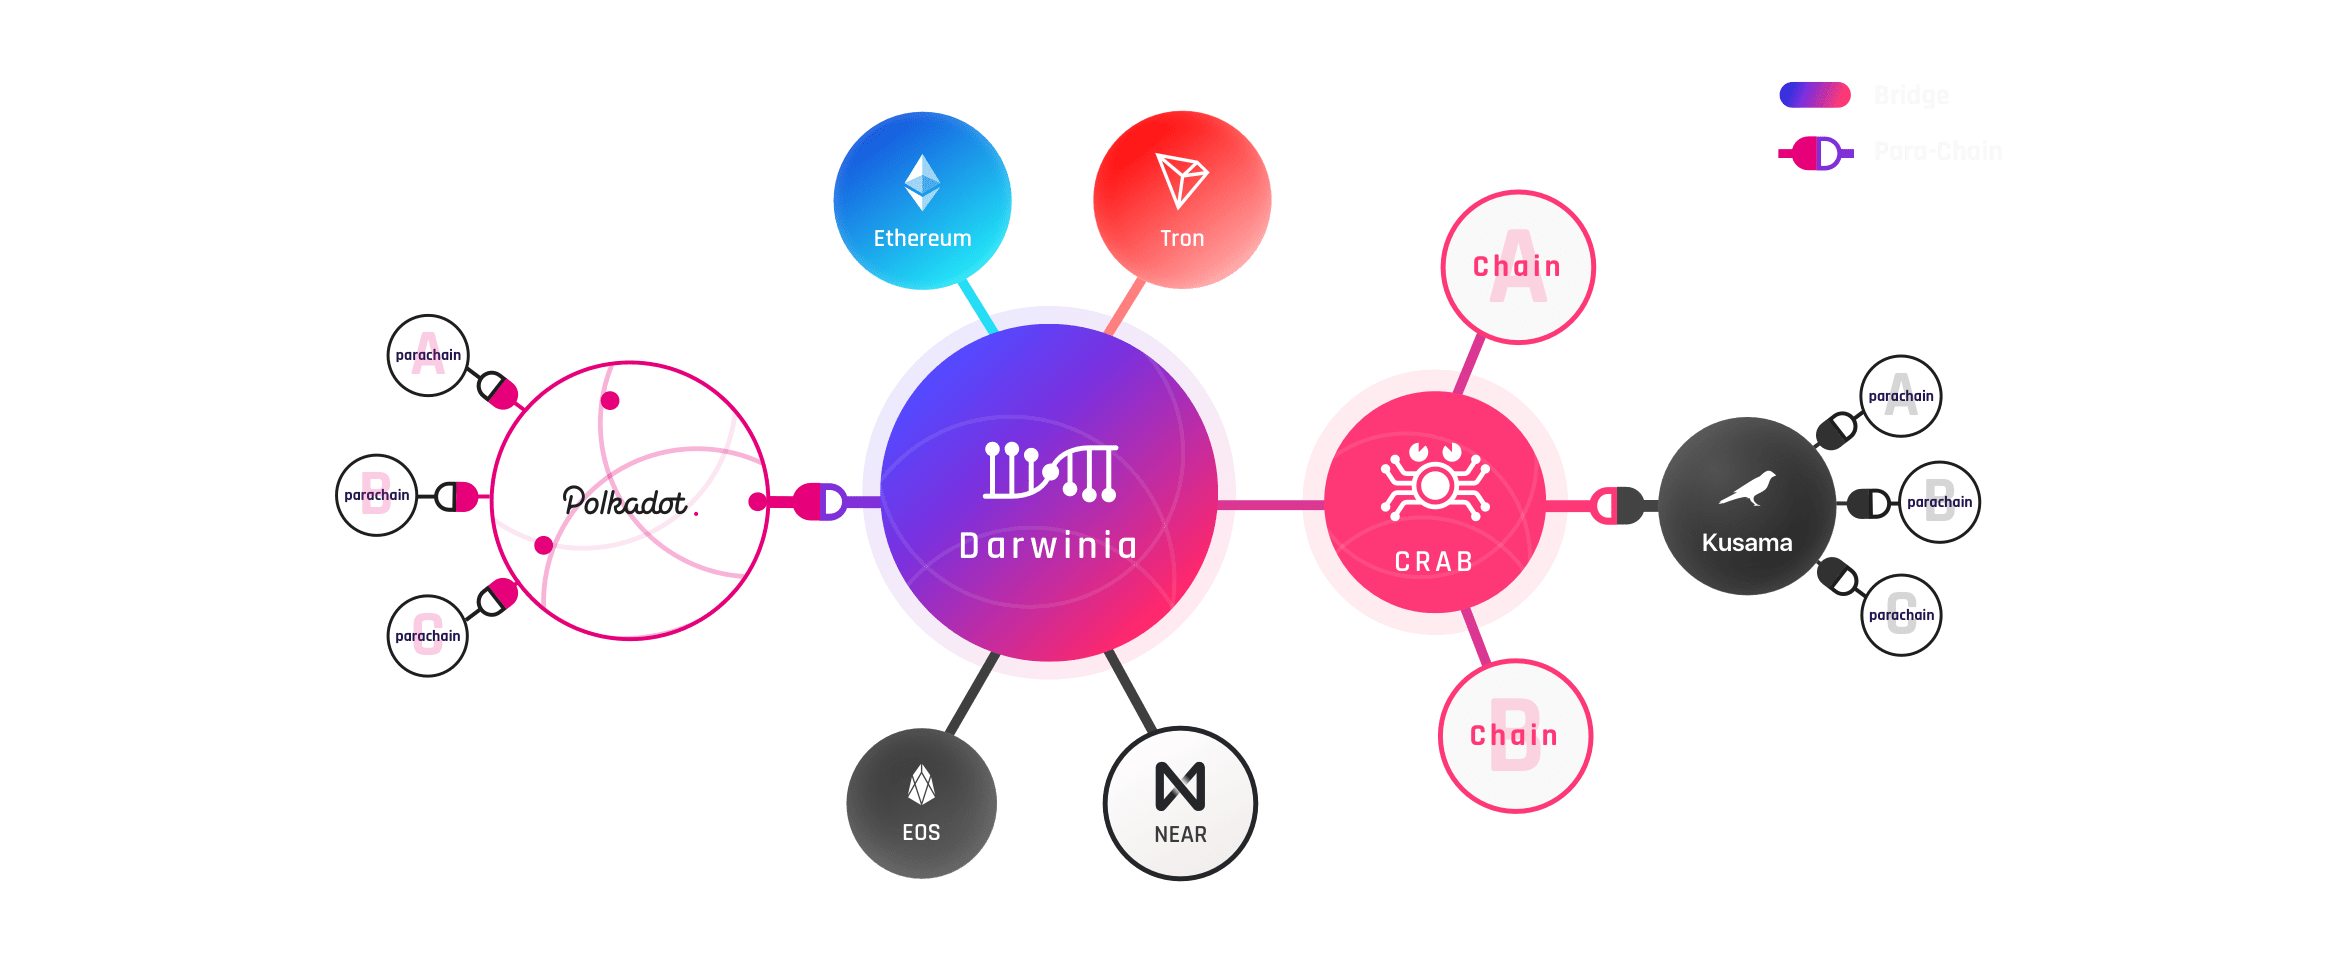 Bridge
Para-Chain
Ethereum
Tron
A
Chain
A
parachain
A
parachain
B
parachain
Polkadot.
Darwinia
CRAB
Kusama
B
parachain
C
parachain
C
parachain
B
Chain
EOS
NEAR